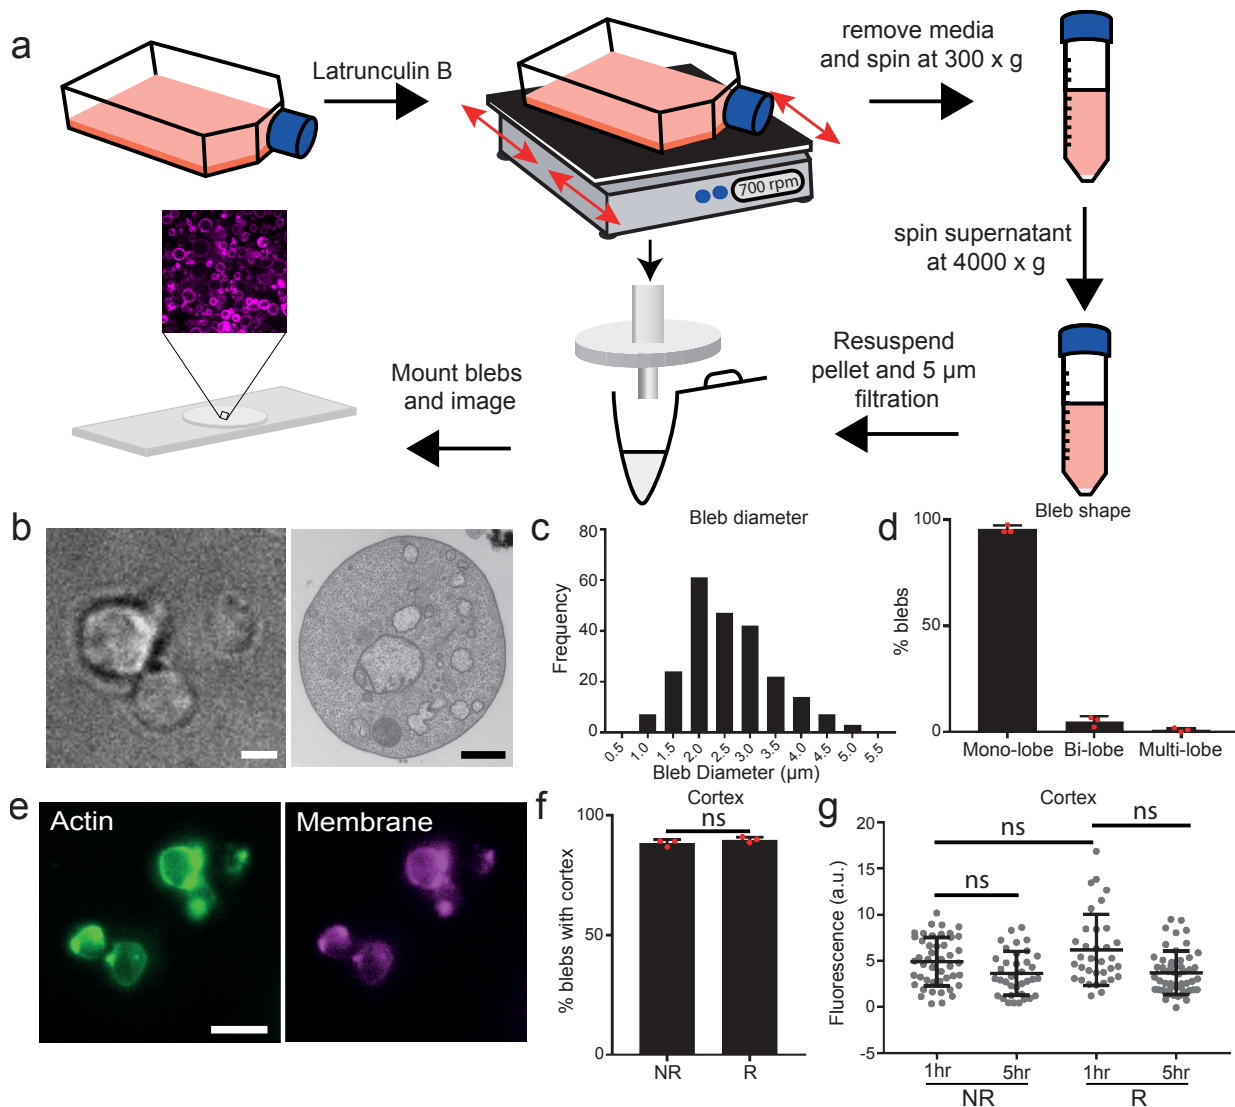 a
Latrunculin B
700 rpm
remove media
and spin at 300 x g
spin supernatant
at 4000 x g
Resuspend
pellet and 5 µm
filtration
Mount blebs
and image
b
c
Bleb diameter
Frequency
80
60
40
20
0
0.5
1.0
1.5
2.0
2.5
3.0
3.5
4.0
4.5
5.0
5.5
Bleb Diameter (µm)
d
Bleb shape
% blebs
100
50
0
Mono-lobe
Bi-lobe
Multi-lobe
e
Actin
Membrane
f
Cortex
ns
% blebs with cortex
100
50
0
NR
R
g
Cortex
ns
ns
ns
Fluorescence (a.u.)
20
15
10
5
0
-5
1hr
5hr
1hr
5hr
NR
R